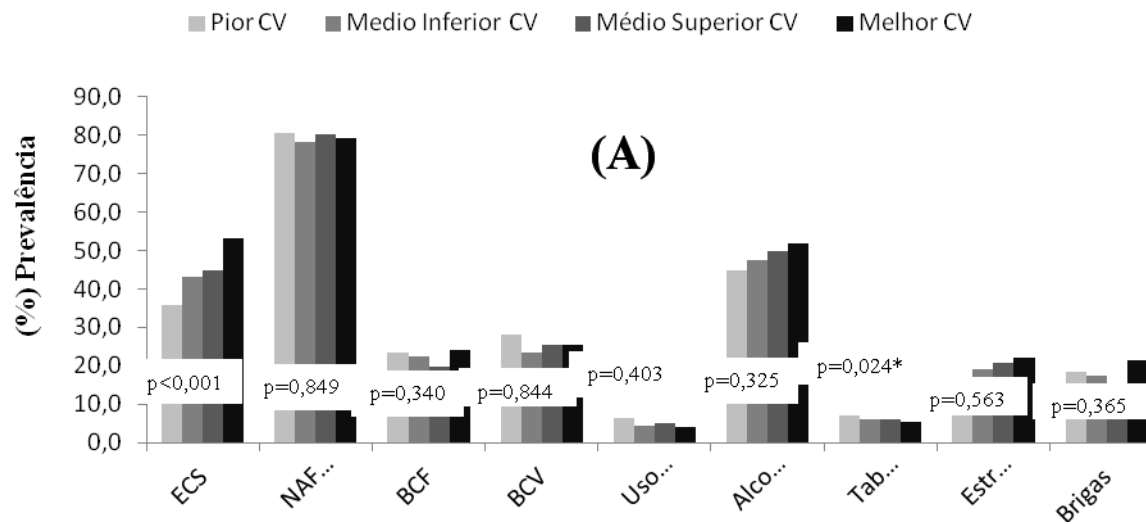 Pior CV Medio Inferior CV Médio Superior CV Melhor CV
(%) Prevalência
90,0
80,0
70,0
60,0
50,0
40,0
30,0
20,0
10,0
0,0
(A)
p<0,001
p=0,849
p=0,340
p=0,844
p=0,403
p=0,325
p=0,024*
p=0,563
p=0,365
ECS
NAF...
BCF
BCV
Uso...
Alco...
Tab...
Estr...
Brigas